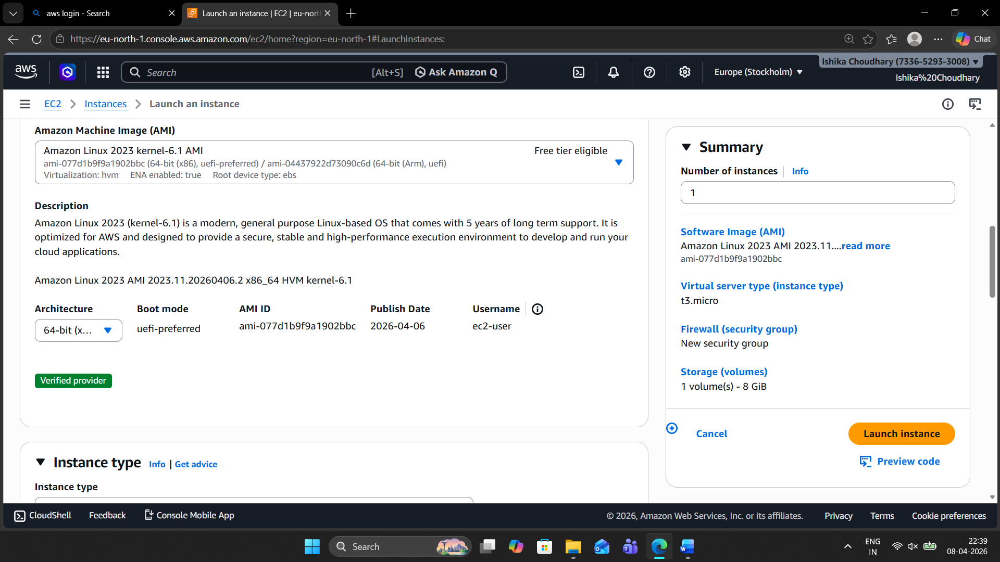 aws login - Search
Launch an instance | EC2 | eu-nort
https://eu-north-1.console.aws.amazon.com/ec2/home?region=eu-north-1#LaunchInstances:
Chat
aws
Search
[Alt+S]
Ask Amazon Q
Europe (Stockholm)
Ishika Choudhary (7336-5293-3008)
Ishika%20Choudhary
EC2
Instances
Launch an instance
Amazon Machine Image (AMI)
Amazon Linux 2023 kernel-6.1 AMI
Free tier eligible
ami-077d1b9f9a1902bbc (64-bit (x86), uefi-preferred) / ami-04437922d73090c6d (64-bit (Arm), uefi)
Virtualization: hvm ENA enabled: true Root device type: ebs
Description
Amazon Linux 2023 (kernel-6.1) is a modern, general purpose Linux-based OS that comes with 5 years of long term support. It is
optimized for AWS and designed to provide a secure, stable and high-performance execution environment to develop and run your
cloud applications.
Amazon Linux 2023 AMI 2023.11.20260406.2 x86_64 HVM kernel-6.1
Architecture
Boot mode
AMI ID
Publish Date
Username
64-bit (x...
uefi-preferred
ami-077d1b9f9a1902bbc
2026-04-06
ec2-user
Verified provider
Instance type
Info | Get advice
Instance type
Summary
Number of instances
Info
1
Software Image (AMI)
Amazon Linux 2023 AMI 2023.11....read more
ami-077d1b9f9a1902bbc
Virtual server type (instance type)
t3.micro
Firewall (security group)
New security group
Storage (volumes)
1 volume(s) - 8 GiB
Cancel
Launch instance
Preview code
CloudShell
Feedback
Console Mobile App
© 2026, Amazon Web Services, Inc. or its affiliates.
Privacy
Terms
Cookie preferences
Search
ENG
IN
22:39
08-04-2026